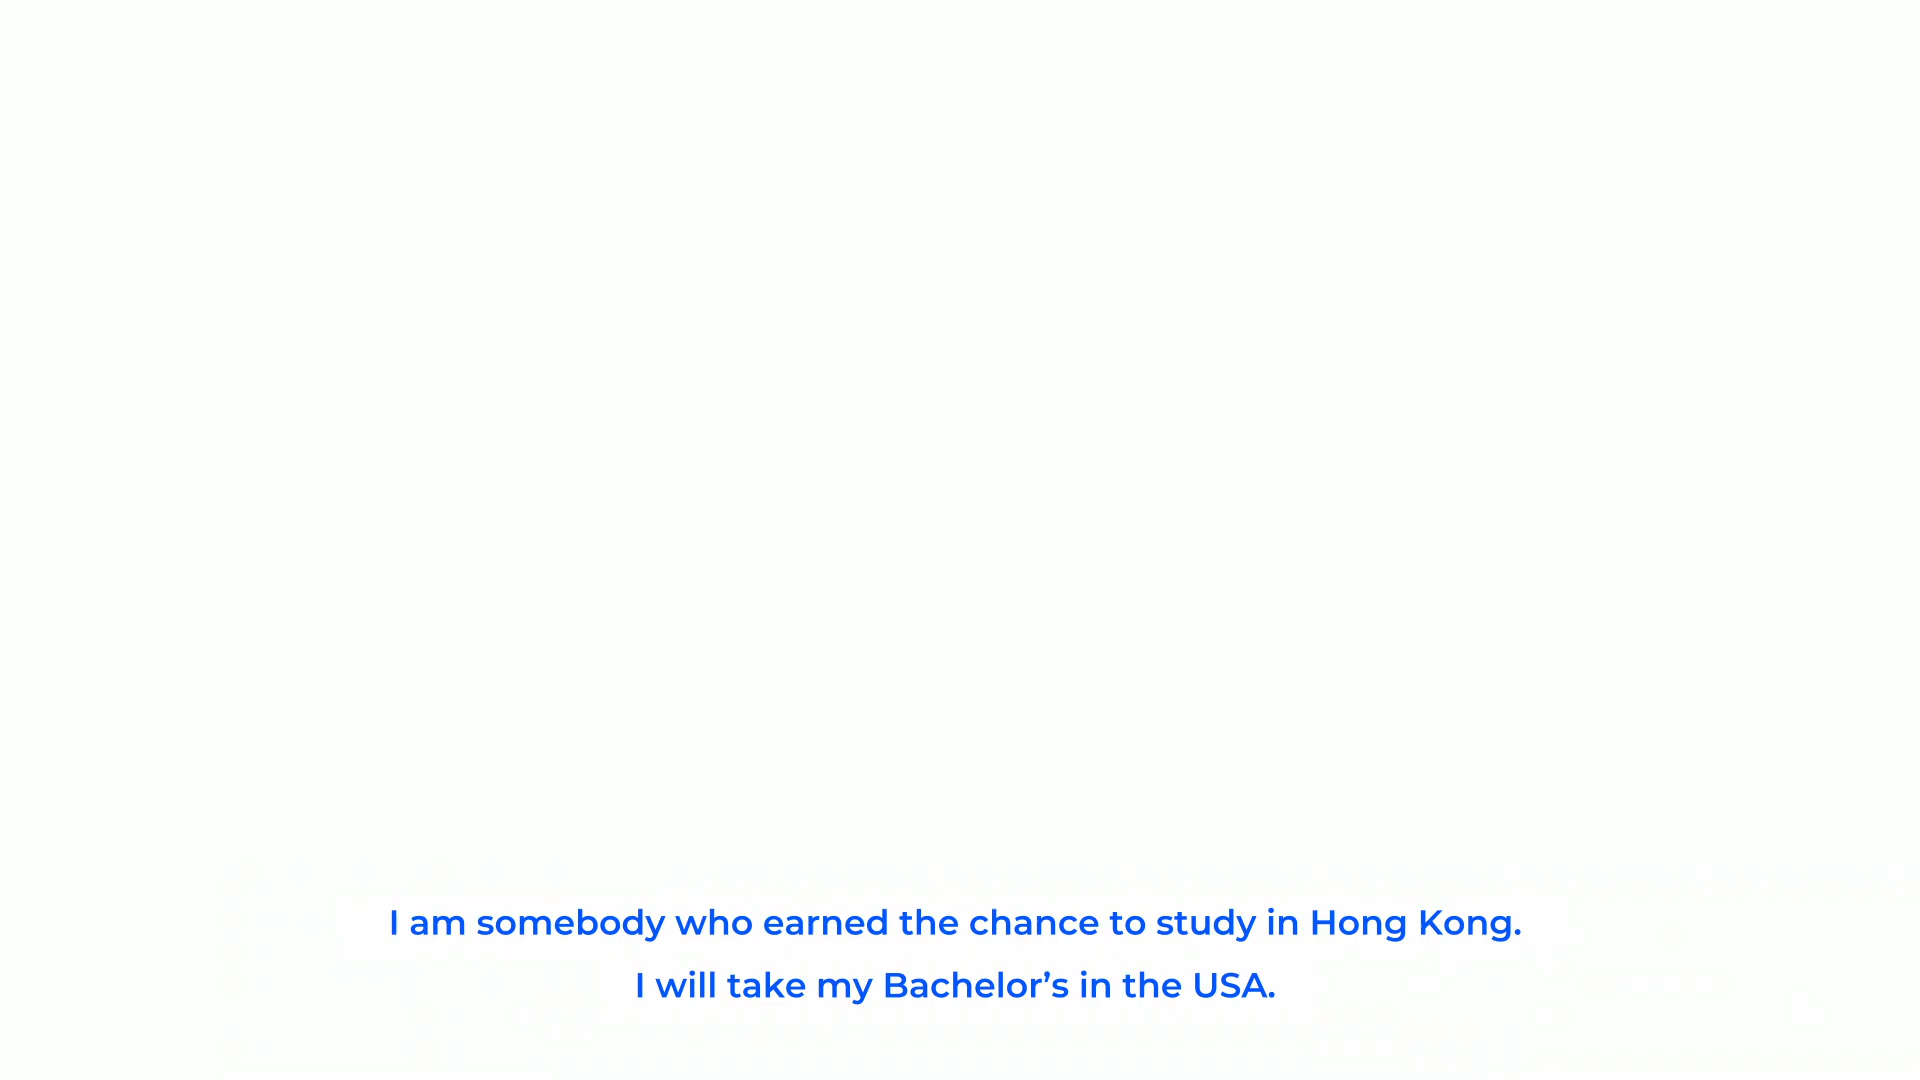 I am somebody who earned the chance to study in Hong Kong.
I will take my Bachelor’s in the USA.